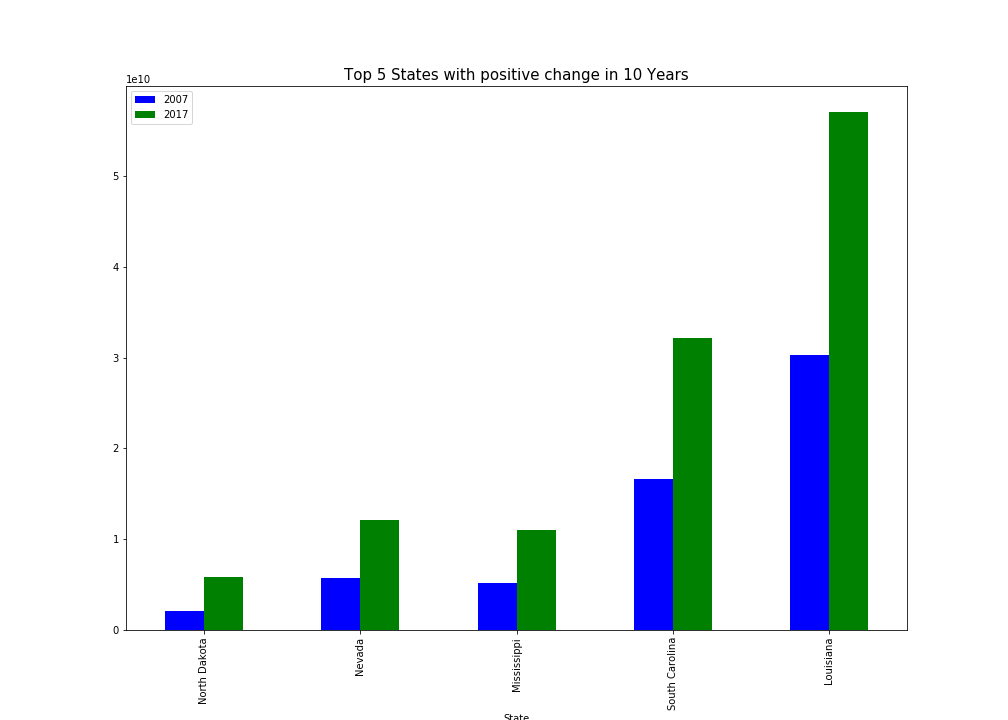 Top 5 States with positive change in 10 Years
1e10
2007
2017
5
4
3
2
1
0
North Dakota
Nevada
Mississippi
South Carolina
Louisiana
State